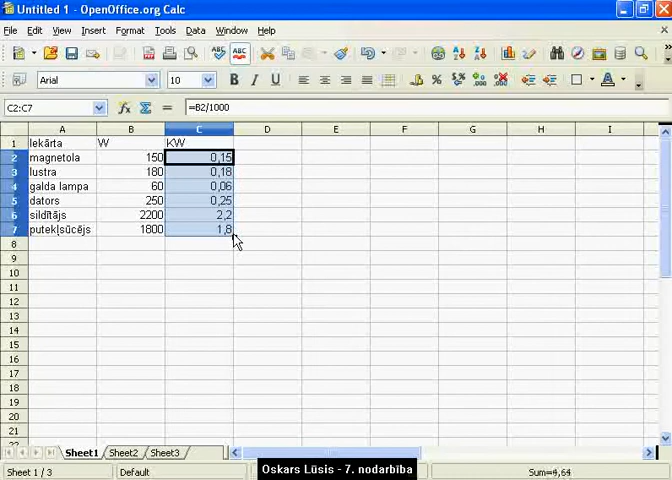 Untitled 1 - OpenOffice.org Calc
File Edit View Insert Format Tools Data Window Help
Arial 10
C2:C7 =B2/1000
A B C D E F G H I
1 Iekārta W KW
2 magnetola 150 0,15
3 lustra 180 0,18
4 galda lampa 60 0,06
5 dators 250 0,25
6 sildītājs 2200 2,2
7 putekļsūcējs 1800 1,8
8
9
10
11
12
13
14
15
16
17
18
19
20
21
22
Sheet1 Sheet2 Sheet3
Sheet 1 / 3 Default Oskars Lūsis - 7. nodarbība Sum=4,64